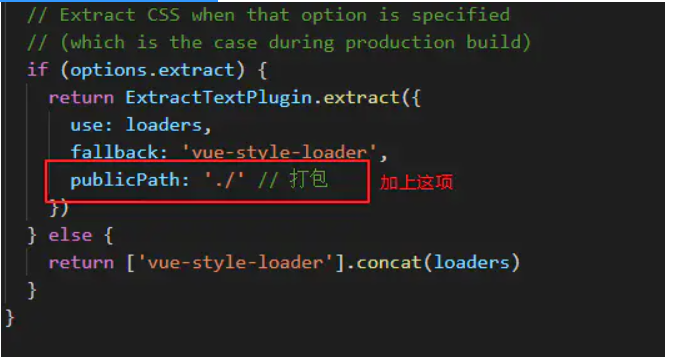 // Extract CSS when that option is specified
// (which is the case during production build)
if (options.extract) {
return ExtractTextPlugin.extract({
use: loaders,
fallback: 'vue-style-loader',
publicPath: './' // 打包 加上这项
})
} else {
return ['vue-style-loader'].concat(loaders)
}
}